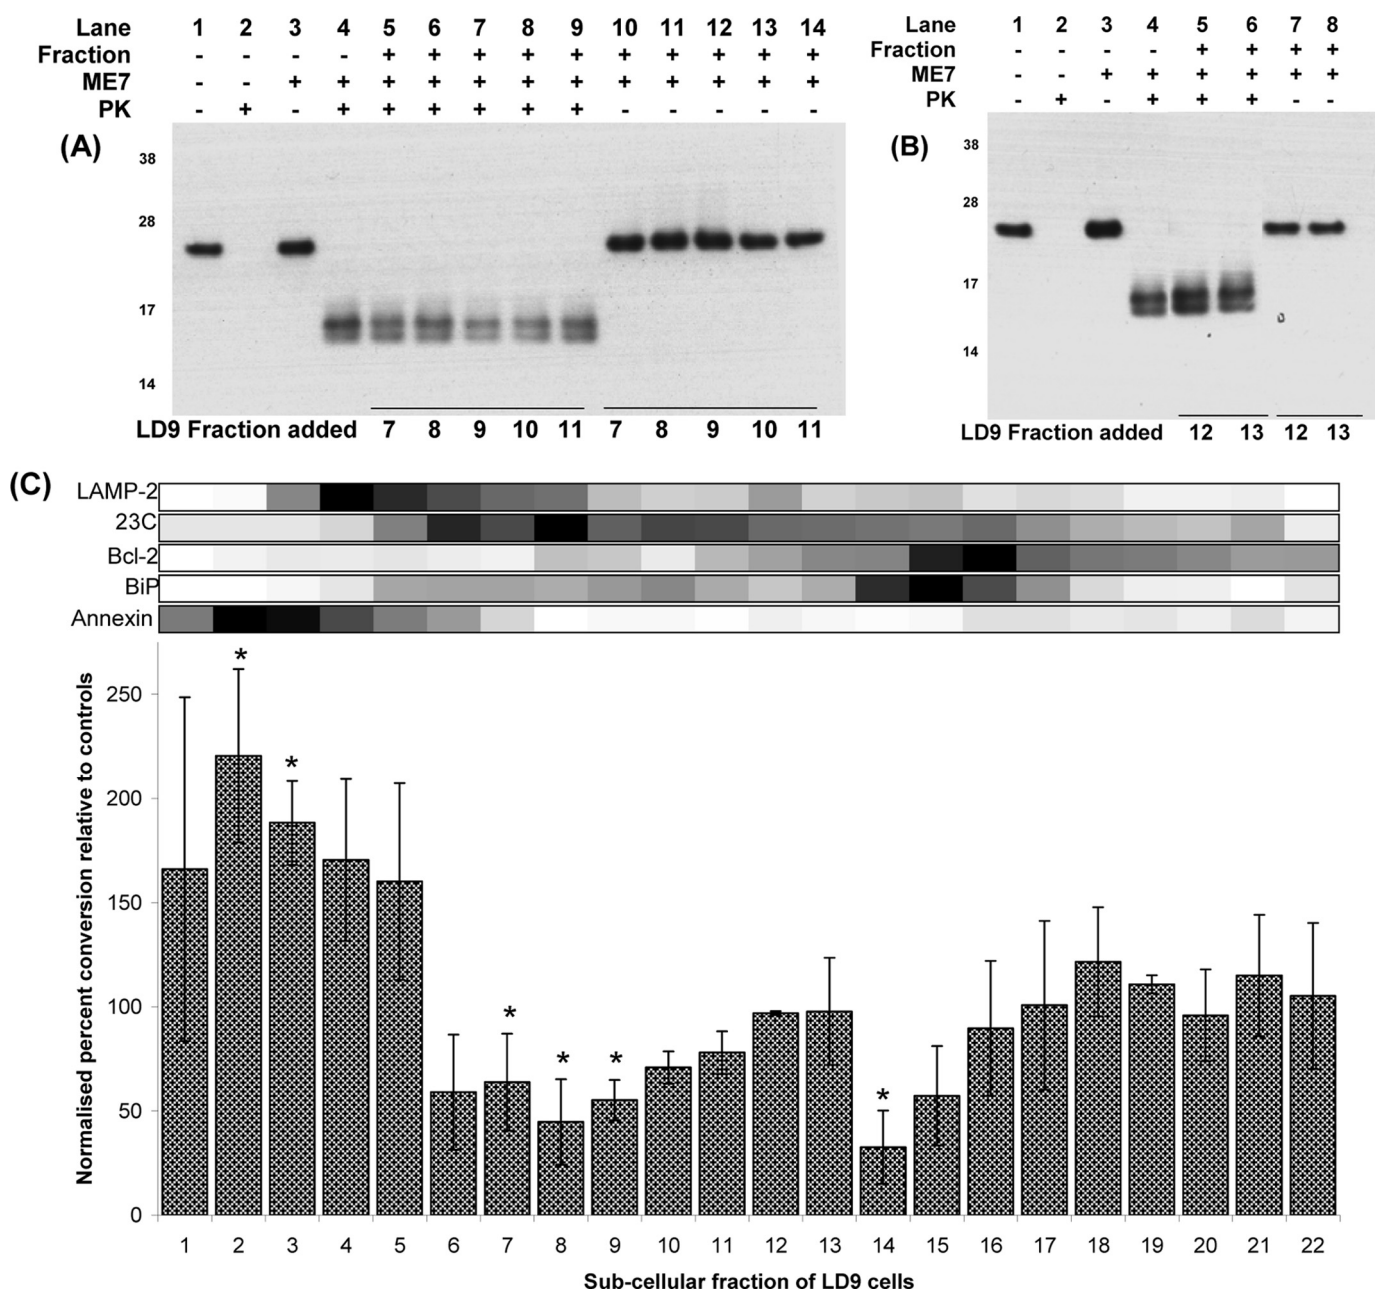 Lane 1 2 3 4 5 6 7 8 9 10 11 12 13 14
Fraction - - - - + + + + + + + + + +
ME7 - - + + + + + + + + + + + +
PK - + - + + + + + + - - - - -
(A)
38
28
17
14
LD9 Fraction added 7 8 9 10 11 7 8 9 10 11
Lane 1 2 3 4 5 6 7 8
Fraction - - - - + + + +
ME7 - - + + + + + +
PK - + - + + + - -
(B)
38
28
17
14
LD9 Fraction added 12 13 12 13
(C)
LAMP-2
23C
Bcl-2
BiP
Annexin
Normalised percent conversion relative to controls
250
200
150
100
50
0
* * * * * *
1 2 3 4 5 6 7 8 9 10 11 12 13 14 15 16 17 18 19 20 21 22
Sub-cellular fraction of LD9 cells